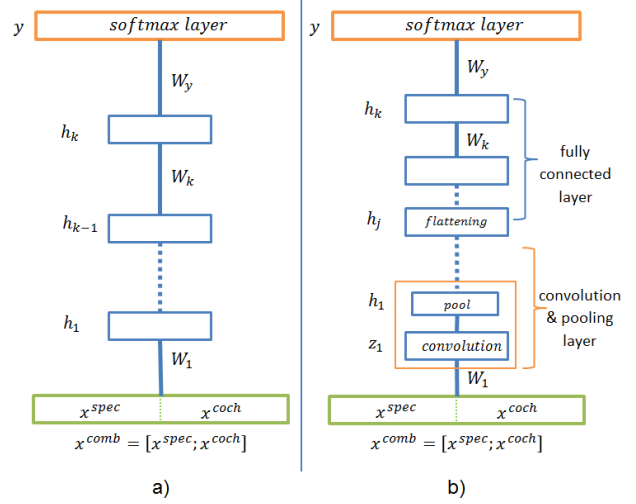 y softmax layer
W_y
h_k
W_k
h_{k−1}
h_1
W_1
x^{spec} x^{coch}
x^{comb} = [x^{spec}; x^{coch}]
a)
y softmax layer
W_y
h_k
W_k
fully
connected
layer
h_j flattening
h_1 pool
convolution
& pooling
layer
z_1 convolution
W_1
x^{spec} x^{coch}
x^{comb} = [x^{spec}; x^{coch}]
b)